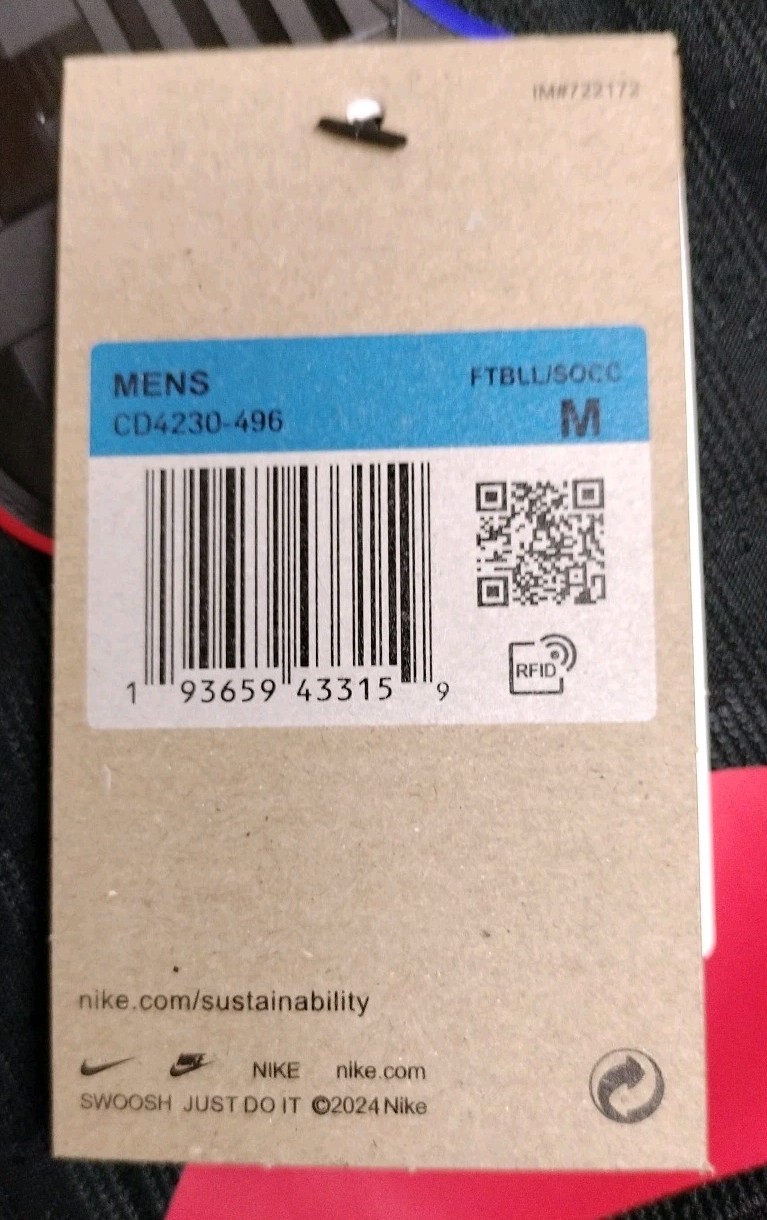 IM#722172
MENS FTBLL/SOCC
CD4230-496 M
1 93659 43315 9
RFID
nike.com/sustainability
NIKE NIKE nike.com
SWOOSH JUST DO IT ©2024 Nike